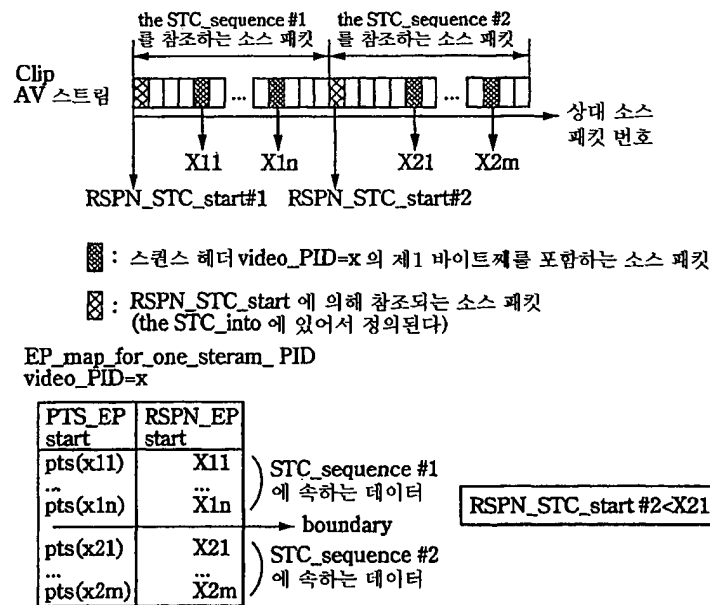 the STC_sequence #1
를 참조하는 소스 패킷
the STC_sequence #2
를 참조하는 소스 패킷
Clip
AV 스트림
...
...
상대 소스
패킷 번호
X11
X1n
X21
X2m
RSPN_STC_start#1
RSPN_STC_start#2
: 스퀀스 헤더 video_PID=x 의 제1 바이트째를 포함하는 소스 패킷
: RSPN_STC_start 에 의해 참조되는 소스 패킷
(the STC_into 에 있어서 정의된다)
EP_map_for_one_steram_ PID
video_PID=x
PTS_EP
start
RSPN_EP
start
pts(x11) X11
... ...
pts(x1n) X1n
STC_sequence #1
에 속하는 데이터
boundary
pts(x21) X21
... ...
pts(x2m) X2m
STC_sequence #2
에 속하는 데이터
RSPN_STC_start #2<X21